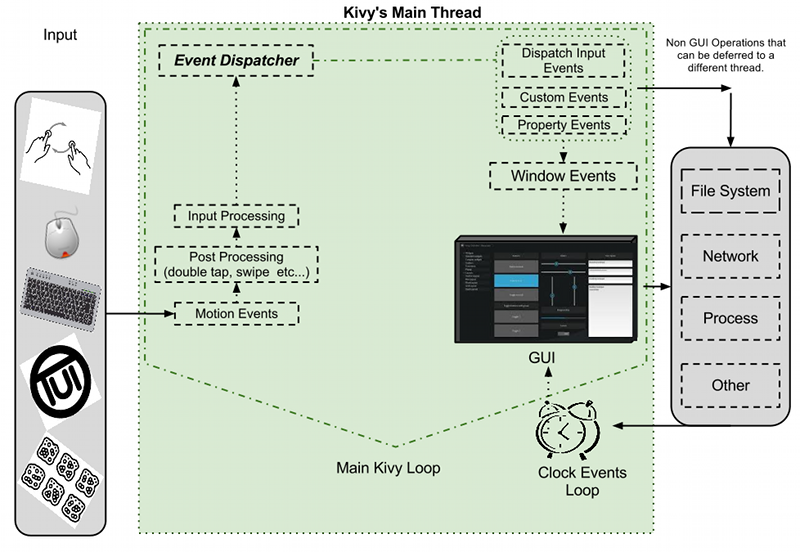 Kivy's Main Thread
Input
Event Dispatcher
Dispatch Input
Events
Custom Events
Property Events
Non GUI Operations that
can be deferred to a
different thread.
Window Events
File System
Network
Process
Other
Input Processing
Post Processing
(double tap, swipe etc...)
Motion Events
TUI
GUI
Main Kivy Loop
Clock Events
Loop